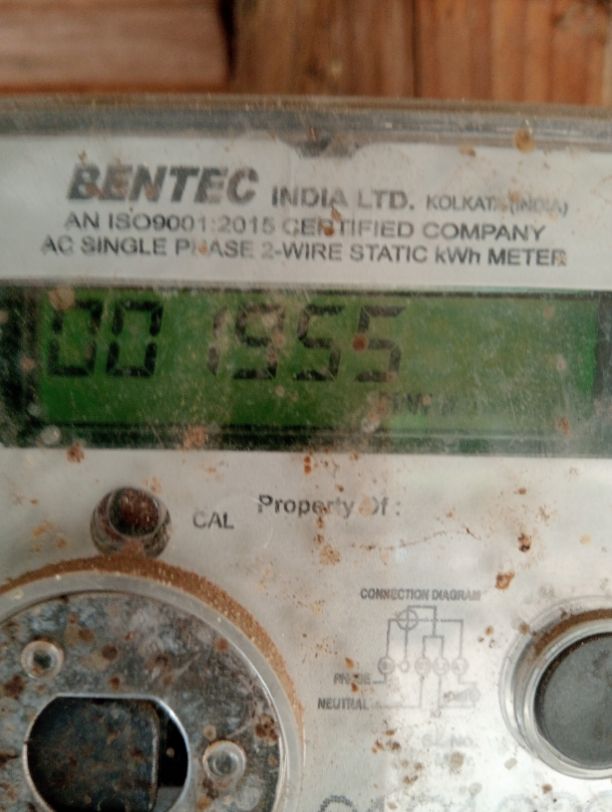 BENTEC INDIA LTD. KOLKATA (INDIA)
AN ISO9001:2015 CERTIFIED COMPANY
AC SINGLE PHASE 2-WIRE STATIC kWh METER
001955
kWh
CAL
Property Of :
CONNECTION DIAGRAM
PHASE
NEUTRAL